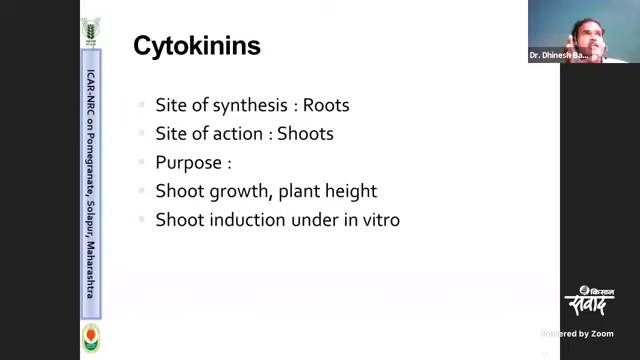 Cytokinins
Dr. Dhinesh Ba...
ICAR-NRC on Pomegranate, Solapur, Maharashtra
Site of synthesis : Roots
Site of action : Shoots
Purpose :
Shoot growth, plant height
Shoot induction under in vitro
किसान
संवाद
Powered by Zoom